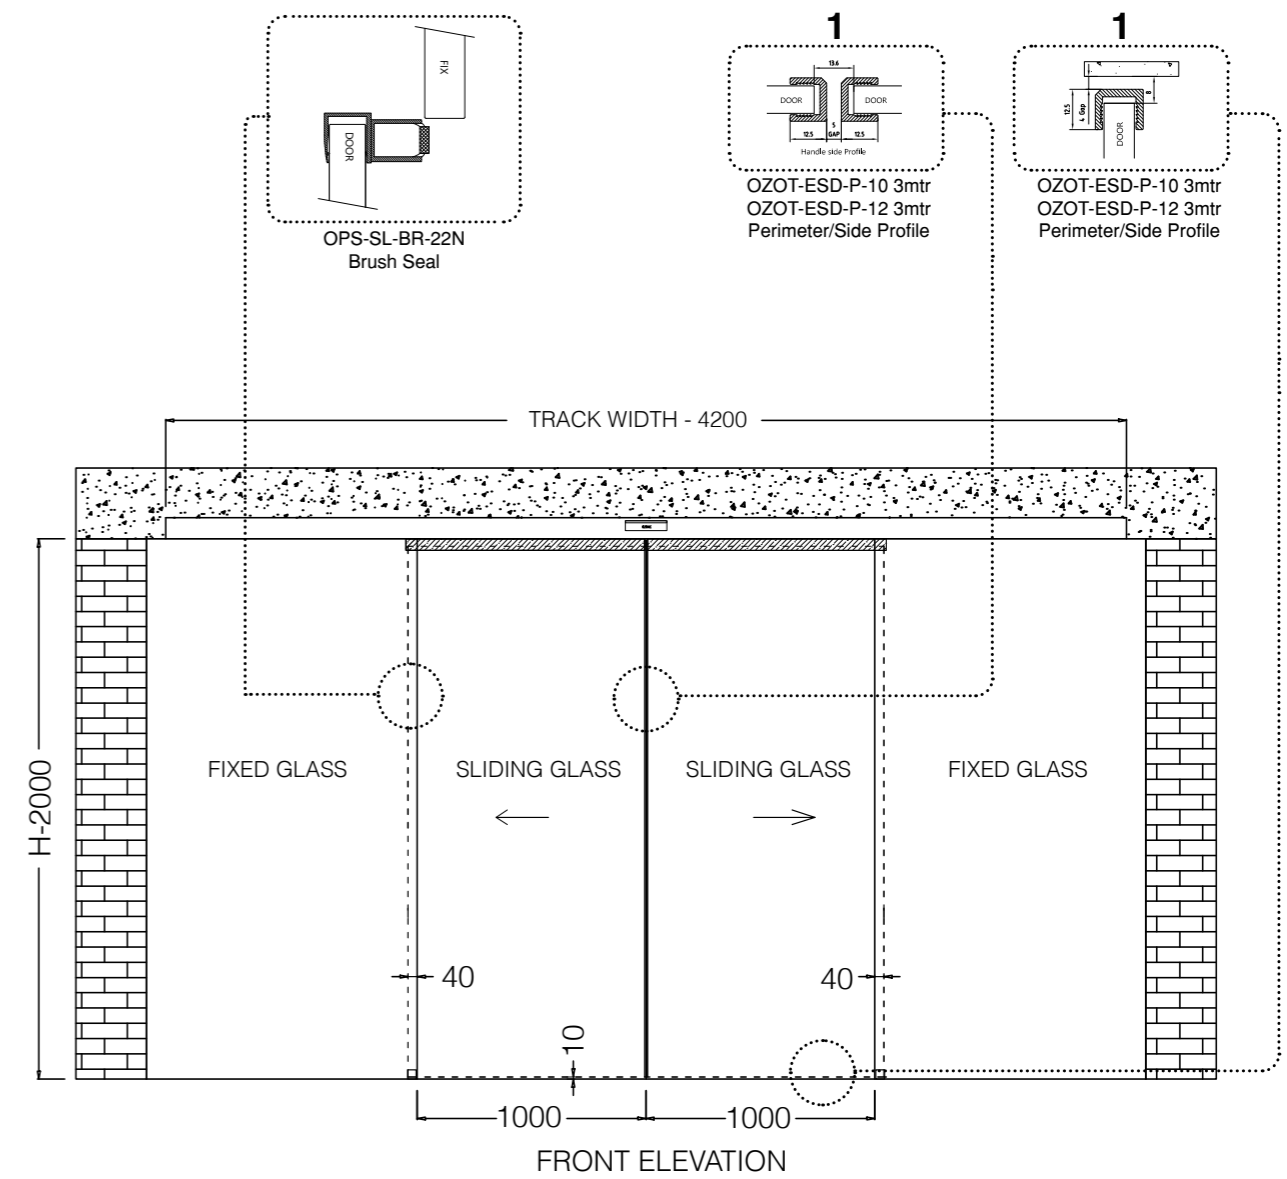 1
1
FIX
DOOR
13.6
DOOR
DOOR
12.5
5
GAP
12.5
Handle side Profile
12.5
4 Gap
8
DOOR
OPS-SL-BR-22N
Brush Seal
OZOT-ESD-P-10 3mtr
OZOT-ESD-P-12 3mtr
Perimeter/Side Profile
OZOT-ESD-P-10 3mtr
OZOT-ESD-P-12 3mtr
Perimeter/Side Profile
TRACK WIDTH - 4200
H-2000
FIXED GLASS
SLIDING GLASS
SLIDING GLASS
FIXED GLASS
40
40
10
1000
1000
FRONT ELEVATION